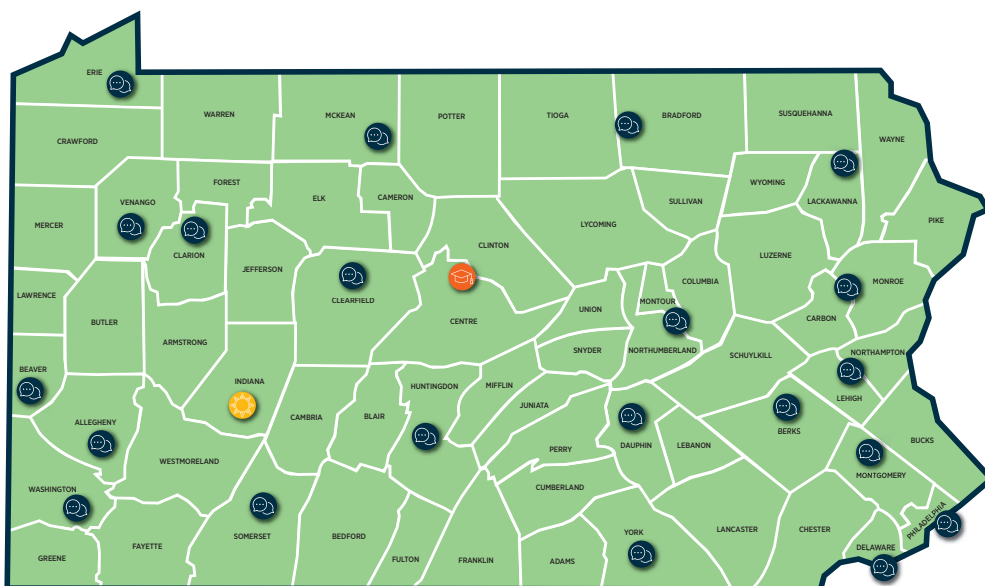 ERIE
WARREN
MCKEAN
POTTER
TIOGA
BRADFORD
SUSQUEHANNA
WAYNE
CRAWFORD
FOREST
ELK
CAMERON
WYOMING
LACKAWANNA
SULLIVAN
VENANGO
MERCER
LYCOMING
PIKE
CLARION
CLINTON
JEFFERSON
LUZERNE
COLUMBIA
MONROE
LAWRENCE
CLEARFIELD
MONTOUR
UNION
BUTLER
CENTRE
CARBON
ARMSTRONG
SNYDER
NORTHUMBERLAND
SCHUYLKILL
NORTHAMPTON
BEAVER
INDIANA
HUNTINGDON
MIFFLIN
LEHIGH
JUNIATA
ALLEGHENY
CAMBRIA
BLAIR
BERKS
BUCKS
PERRY
DAUPHIN
LEBANON
WESTMORELAND
MONTGOMERY
CUMBERLAND
WASHINGTON
PHILADELPHIA
SOMERSET
BEDFORD
YORK
LANCASTER
CHESTER
GREENE
FAYETTE
FULTON
FRANKLIN
ADAMS
DELAWARE